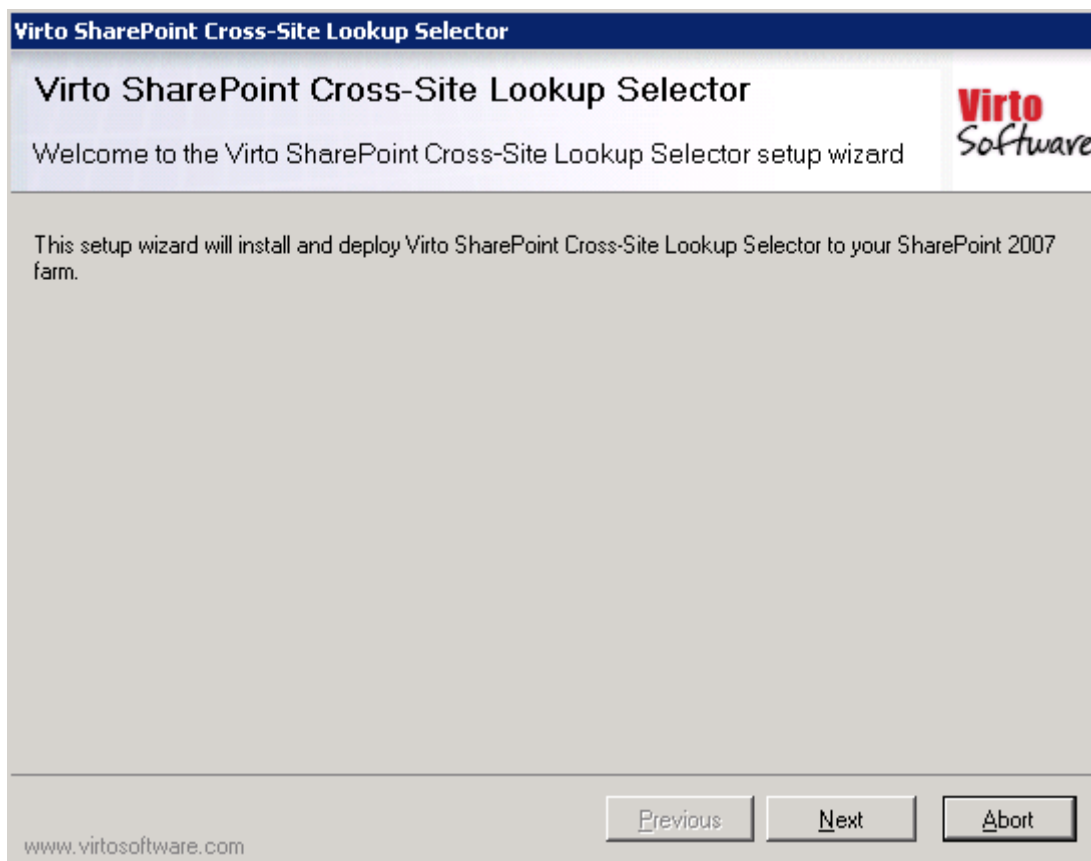 Virto SharePoint Cross-Site Lookup Selector
Virto SharePoint Cross-Site Lookup Selector
Welcome to the Virto SharePoint Cross-Site Lookup Selector setup wizard
Virto
Software
This setup wizard will install and deploy Virto SharePoint Cross-Site Lookup Selector to your SharePoint 2007
farm.
Previous
Next
Abort
www.virtosoftware.com